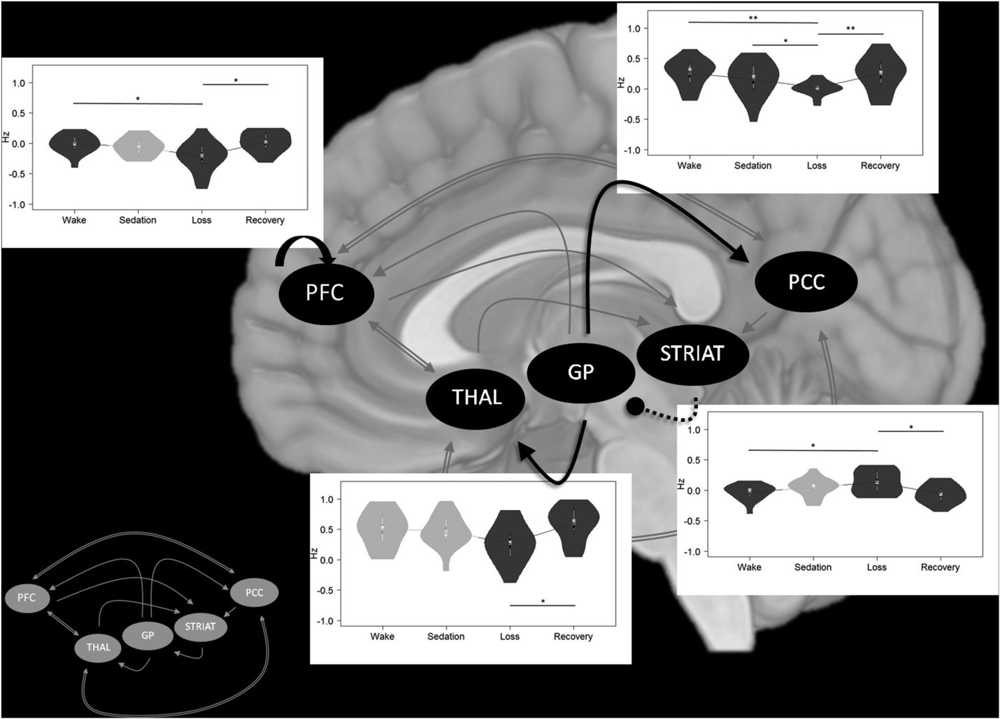 1.0
0.5
0.0
-0.5
-1.0
Hz
*
*
Wake Sedation Loss Recovery
1.0
0.5
0.0
-0.5
-1.0
Hz
**
**
*
Wake Sedation Loss Recovery
PFC
PCC
STRIAT
GP
THAL
1.0
0.5
0.0
-0.5
-1.0
Hz
*
*
Wake Sedation Loss Recovery
1.0
0.5
0.0
-0.5
-1.0
Hz
*
Wake Sedation Loss Recovery
PFC
PCC
STRIAT
GP
THAL